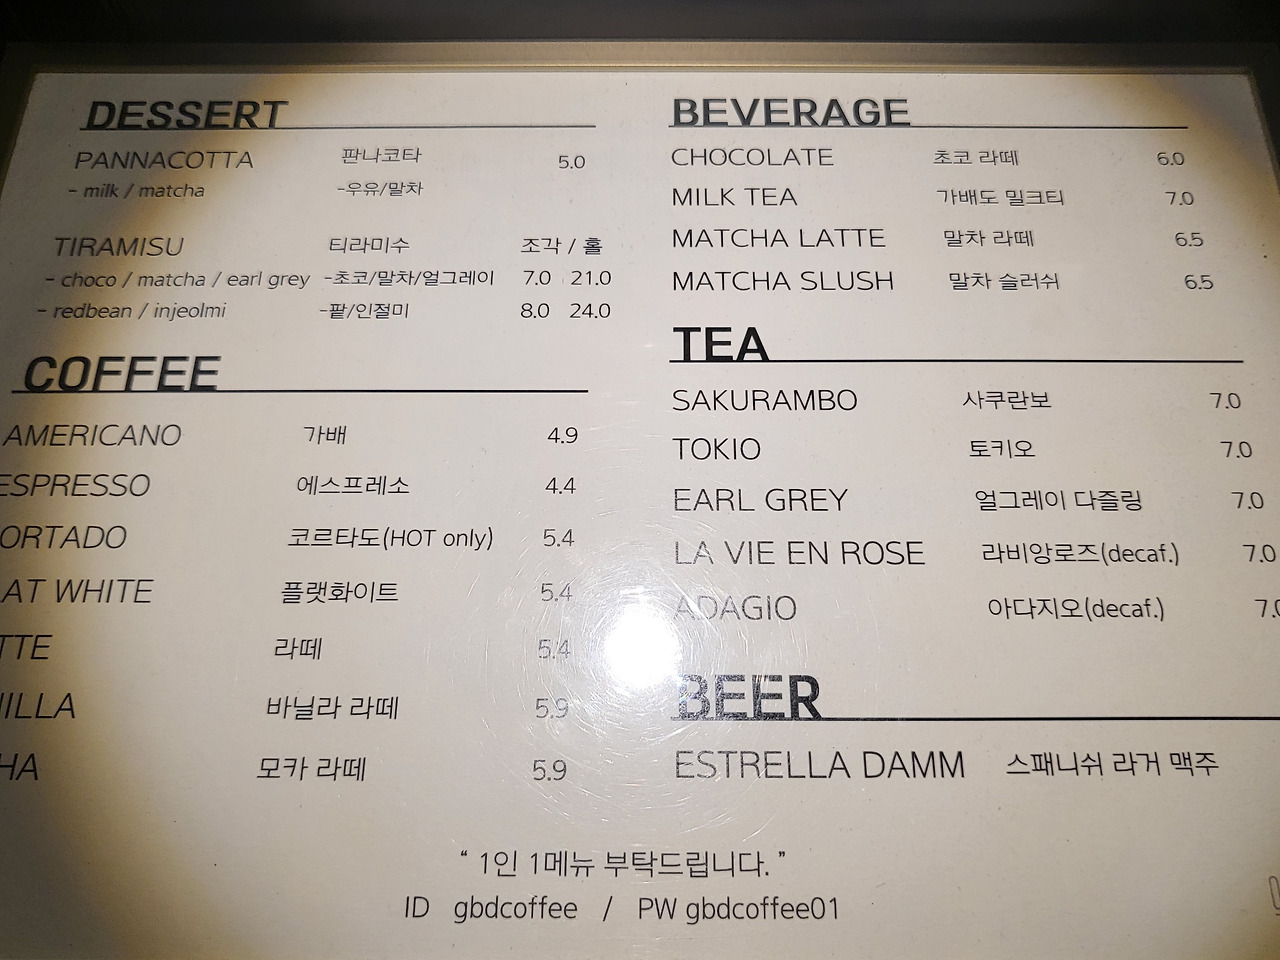 DESSERT
PANNACOTTA 판나코타 5.0
- milk / matcha -우유/말차
TIRAMISU 티라미수 조각 / 홀
- choco / matcha / earl grey -초코/말차/얼그레이 7.0 21.0
- redbean / injeolmi -팥/인절미 8.0 24.0
COFFEE
AMERICANO 가배 4.9
ESPRESSO 에스프레소 4.4
ORTADO 코르타도(HOT only) 5.4
AT WHITE 플랫화이트 5.4
TTE 라떼 5.4
ILLA 바닐라 라떼 5.9
HA 모카 라떼 5.9
BEVERAGE
CHOCOLATE 초코 라떼 6.0
MILK TEA 가배도 밀크티 7.0
MATCHA LATTE 말차 라떼 6.5
MATCHA SLUSH 말차 슬러쉬 6.5
TEA
SAKURAMBO 사쿠란보 7.0
TOKIO 토키오 7.0
EARL GREY 얼그레이 다즐링 7.0
LA VIE EN ROSE 라비앙로즈(decaf.) 7.0
ADAGIO 아다지오(decaf.) 7.0
BEER
ESTRELLA DAMM 스패니쉬 라거 맥주
“ 1인 1메뉴 부탁드립니다. ”
ID gbdcoffee / PW gbdcoffee01